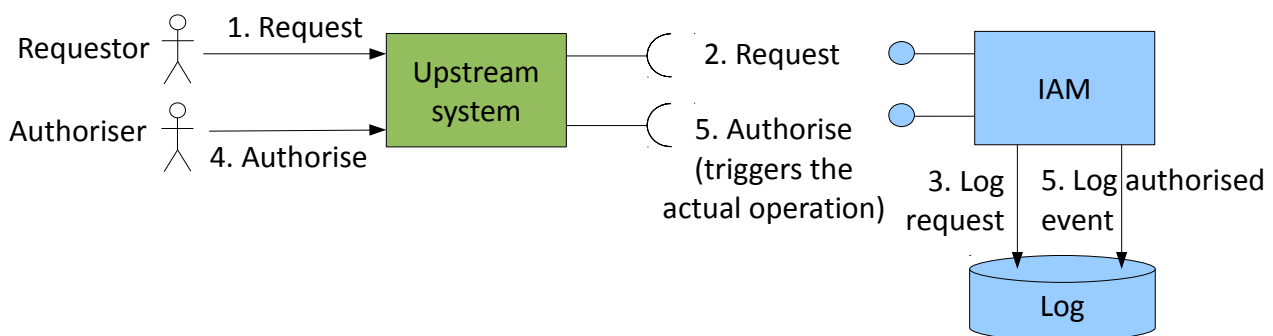 Requestor
1. Request
Upstream
system
2. Request
IAM
Authoriser
4. Authorise
5. Authorise
(triggers the
actual operation)
3. Log
request
5. Log authorised
event
Log